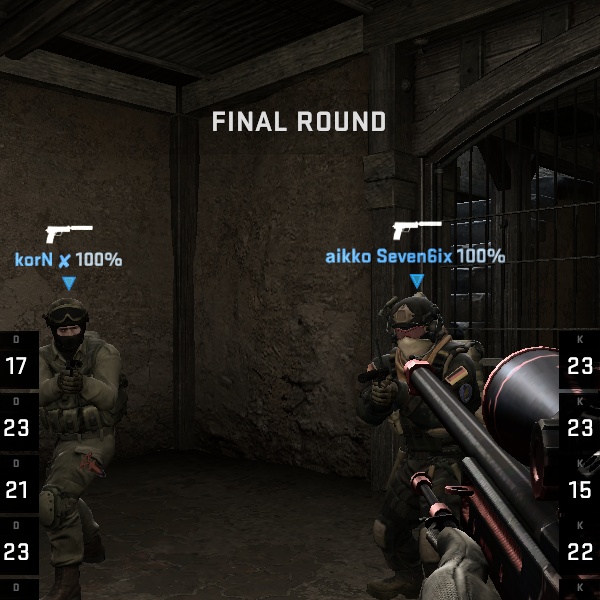 FINAL ROUND
korN ✘ 100%
aikko Seven6ix 100%
D
17
D
23
D
21
D
23
D
K
23
K
23
K
15
K
22
K